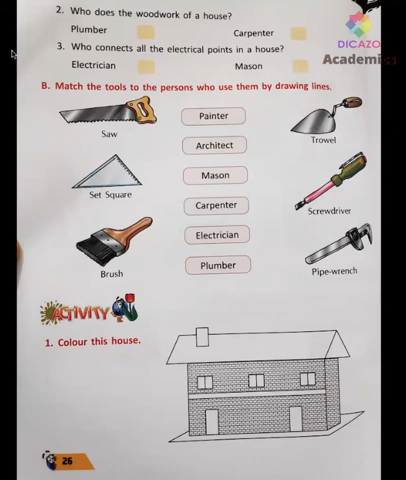 2. Who does the woodwork of a house?
Plumber Carpenter
3. Who connects all the electrical points in a house?
Electrician Mason
DICAZO
Academics
B. Match the tools to the persons who use them by drawing lines.
Saw
Set Square
Brush
Painter
Architect
Mason
Carpenter
Electrician
Plumber
Trowel
Screwdriver
Pipe-wrench
ACTIVITY
1. Colour this house.
26